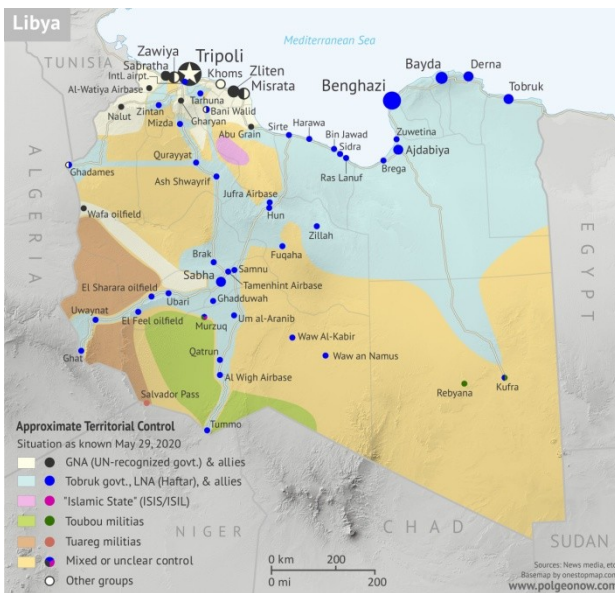 Libya
Mediterranean Sea
TUNISIA
Zawiya
Sabratha
Tripoli
Intl. airpt.
Khoms
Zliten
Misrata
Al-Watiya Airbase
Zintan
Tarhuna
Bani Walid
Nalut
Mizda
Gharyan
Abu Grain
Bayda
Derna
Benghazi
Tobruk
Sirte
Harawa
Bin Jawad
Sidra
Ras Lanuf
Zuwetina
Ajdabiya
Brega
Qurayyat
Ghadames
Ash Shwayrif
ALGERIA
EGYPT
Jufra Airbase
Hun
Wafa oilfield
Zillah
Fuqaha
Brak
Samnu
Sabha
Tamenhint Airbase
El Sharara oilfield
Ubari
Ghadduwah
Uwaynat
El Feel oilfield
Murzuq
Um al-Aranib
Waw Al-Kabir
Ghat
Qatrun
Waw an Namus
Al Wigh Airbase
Rebyana
Kufra
Salvador Pass
Tummo
Approximate Territorial Control
Situation as known May 29, 2020
GNA (UN-recognized govt.) & allies
Tobruk govt., LNA (Haftar), & allies
"Islamic State" (ISIS/ISIL)
Toubou militias
Tuareg militias
Mixed or unclear control
Other groups
NIGER
CHAD
SUDAN
0 km 200
0 mi 200
Sources: News media, etc
Basemap by onestopmap.com
www.polgeonow.com